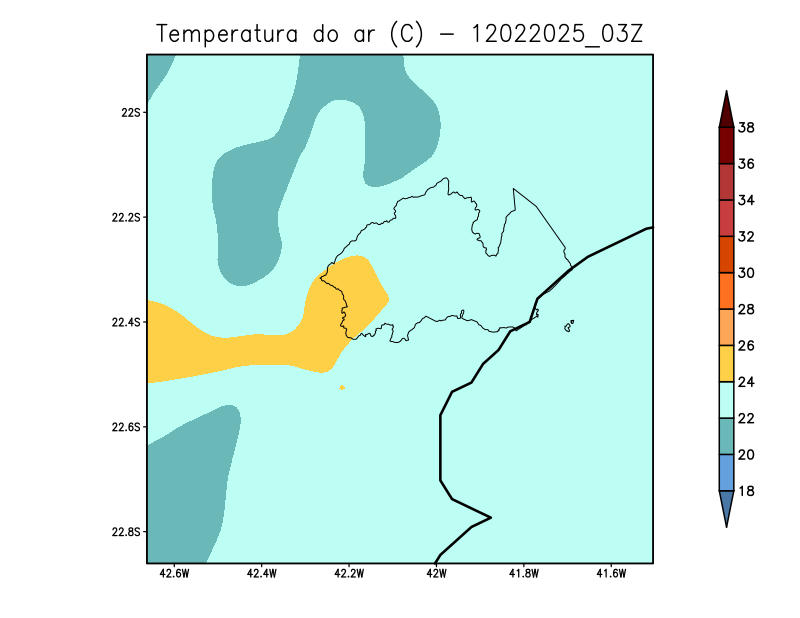 Temperatura do ar (C) – 12022025_03Z
22S
22.2S
22.4S
22.6S
22.8S
42.6W
42.4W
42.2W
42W
41.8W
41.6W
38
36
34
32
30
28
26
24
22
20
18